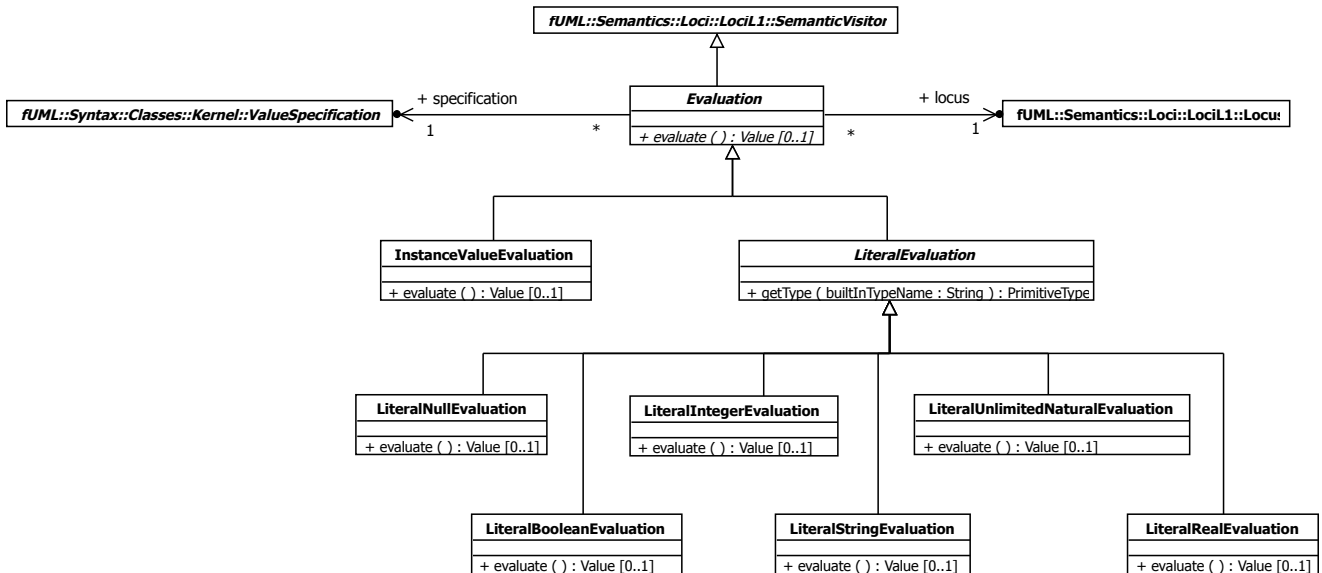 fUML::Semantics::Loci::LociL1::SemanticVisitor
+ specification
Evaluation
+ locus
fUML::Syntax::Classes::Kernel::ValueSpecification
fUML::Semantics::Loci::LociL1::Locus
1
*
+ evaluate ( ) : Value [0..1]
*
1
InstanceValueEvaluation
LiteralEvaluation
+ evaluate ( ) : Value [0..1]
+ getType ( builtInTypeName : String ) : PrimitiveType
LiteralNullEvaluation
LiteralIntegerEvaluation
LiteralUnlimitedNaturalEvaluation
+ evaluate ( ) : Value [0..1]
+ evaluate ( ) : Value [0..1]
+ evaluate ( ) : Value [0..1]
LiteralBooleanEvaluation
LiteralStringEvaluation
LiteralRealEvaluation
+ evaluate ( ) : Value [0..1]
+ evaluate ( ) : Value [0..1]
+ evaluate ( ) : Value [0..1]